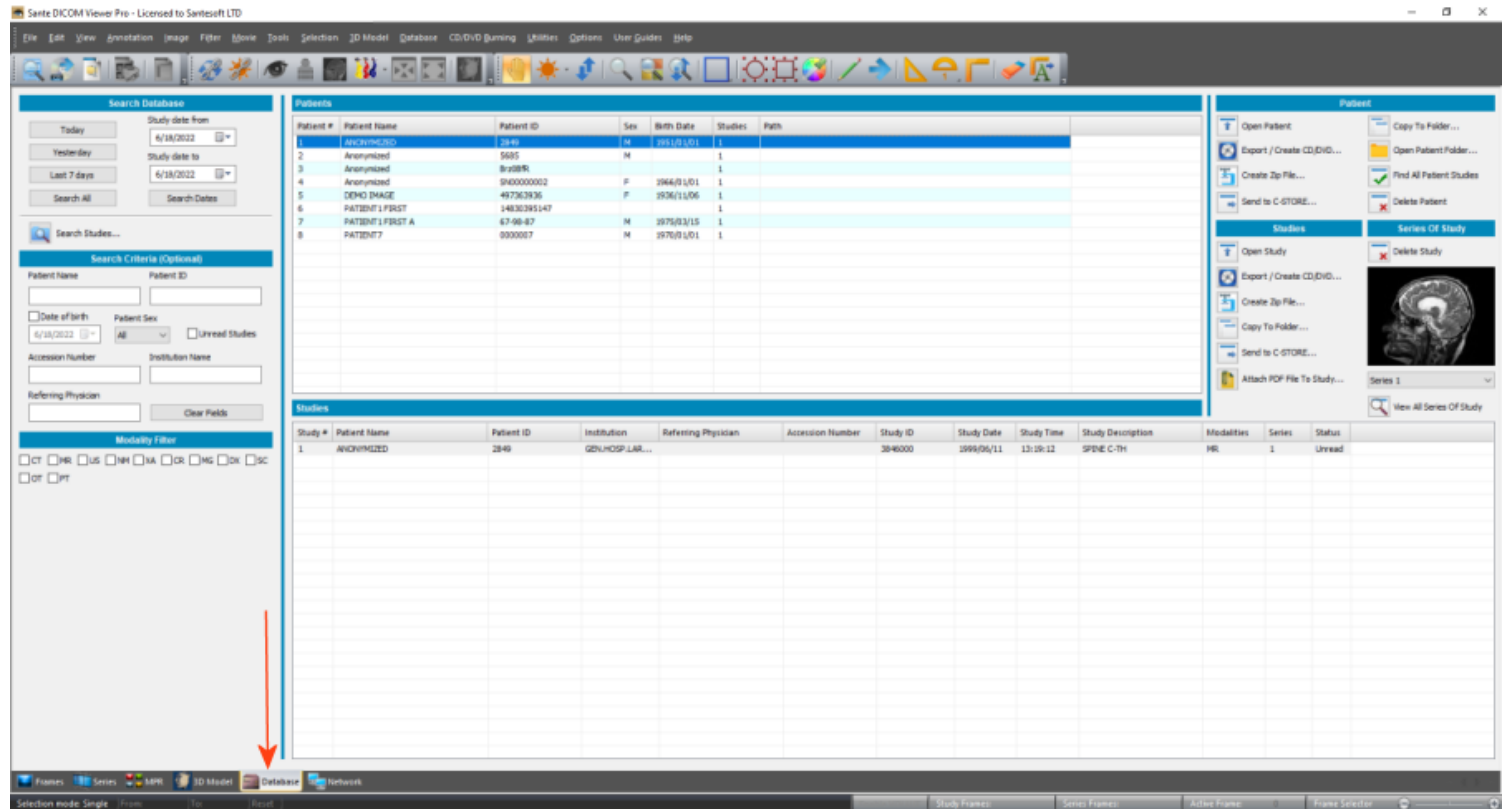 Sante DICOM Viewer Pro - Licensed to Santesoft LTD
File Edit View Annotation Image Filter Movie Tools Selection 3D Model Database CD/DVD Burning Utilities Options User Guides Help
Search Database
Today
Study date from
6/18/2022
Yesterday
Study date to
Last 7 days
6/18/2022
Search All
Search Dates
Search Studies...
Search Criteria (Optional)
Patient Name Patient ID
Date of birth Patient Sex
6/18/2022 All Unread Studies
Accession Number Institution Name
Referring Physician
Clear Fields
Modality Filter
CT MR US NM XA CR MG DX SC
OT PT
Patients
Patient # Patient Name Patient ID Sex Birth Date Studies Path
1 ANONYMIZED 2849 M 1951/01/01 1
2 Anonymized 5685 M 1
3 Anonymized 1
4 Anonymized SN00000002 F 1966/01/01 1
5 DEMO IMAGE 497363936 F 1936/11/06 1
6 PATIENT1 FIRST 14830395147 1
7 PATIENT1 FIRST A 67-98-87 M 1975/03/15 1
8 PATIENT7 0000007 M 1970/01/01 1
Studies
Study # Patient Name Patient ID Institution Referring Physician Accession Number Study ID Study Date Study Time Study Description Modalities Series Status
1 ANONYMIZED 2849 GEN.HOSP.LAR... 3846000 1999/06/11 13:19:12 SPINE C-TH MR 1 Unread
Patient
Open Patient Copy To Folder...
Export / Create CD/DVD... Open Patient Folder...
Create Zip File... Find All Patient Studies
Send to C-STORE... Delete Patient
Studies Series Of Study
Open Study Delete Study
Export / Create CD/DVD...
Create Zip File...
Copy To Folder...
Send to C-STORE...
Attach PDF File To Study... Series 1
View All Series Of Study
Frames Series MPR 3D Model Database Network
Selection mode: Single From: To: Reset Study Frames: Series Frames: Active Frame: Frame Selector